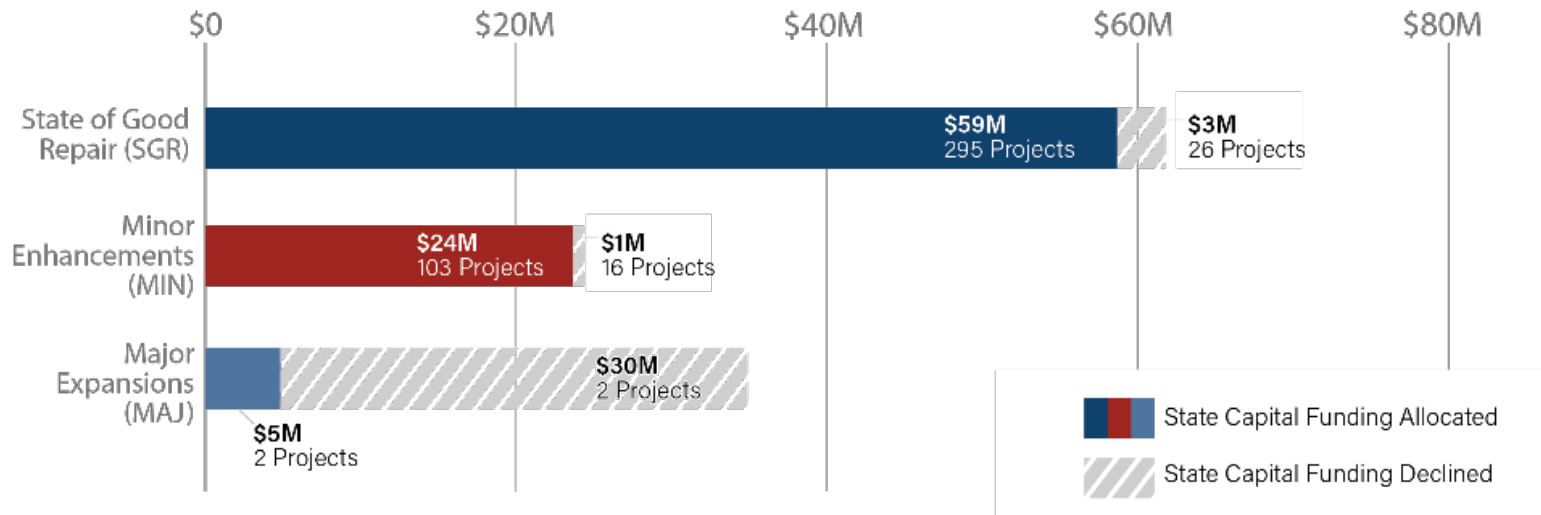 $0 $20M $40M $60M $80M
State of Good
Repair (SGR)
$59M
295 Projects
$3M
26 Projects
Minor
Enhancements
(MIN)
$24M
103 Projects
$1M
16 Projects
Major
Expansions
(MAJ)
$30M
2 Projects
$5M
2 Projects
State Capital Funding Allocated
State Capital Funding Declined